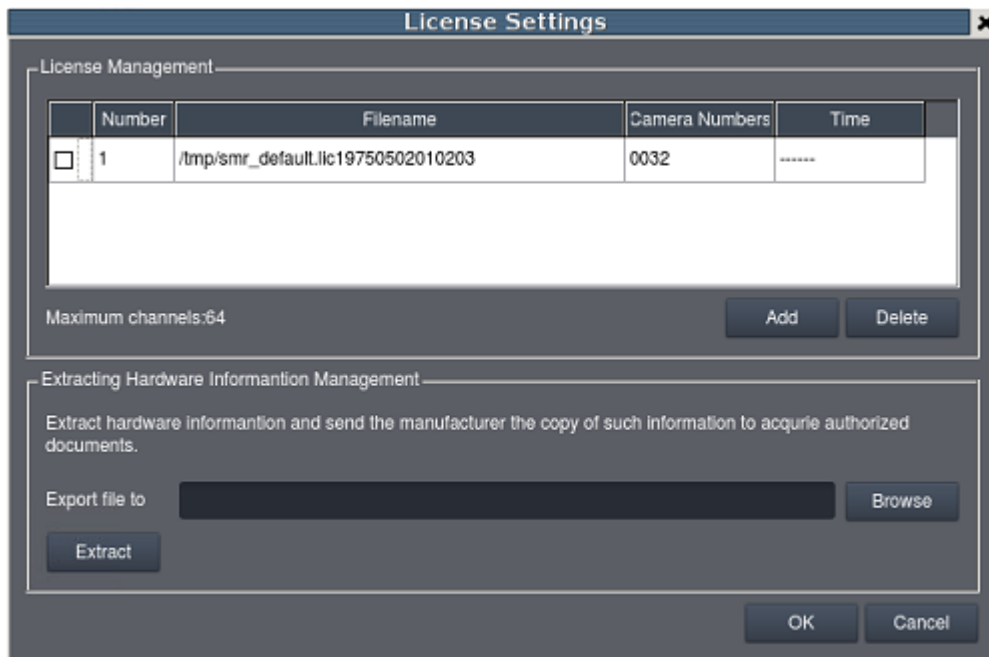 License Settings
License Management
Number Filename Camera Numbers Time
1 /tmp/smr_default.lic19750502010203 0032 ------
Maximum channels:64 Add Delete
Extracting Hardware Informantion Management
Extract hardware informantion and send the manufacturer the copy of such information to acqurie authorized
documents.
Export file to Browse
Extract
OK Cancel